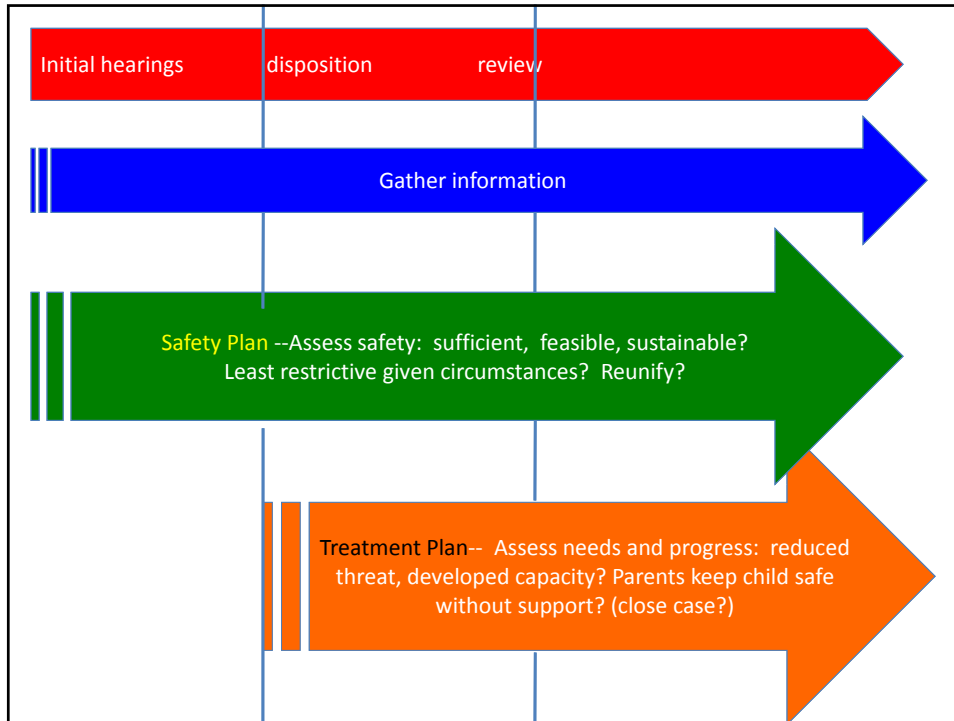 Initial hearings disposition review
Gather information
Safety Plan --Assess safety: sufficient, feasible, sustainable?
Least restrictive given circumstances? Reunify?
Treatment Plan-- Assess needs and progress: reduced
threat, developed capacity? Parents keep child safe
without support? (close case?)